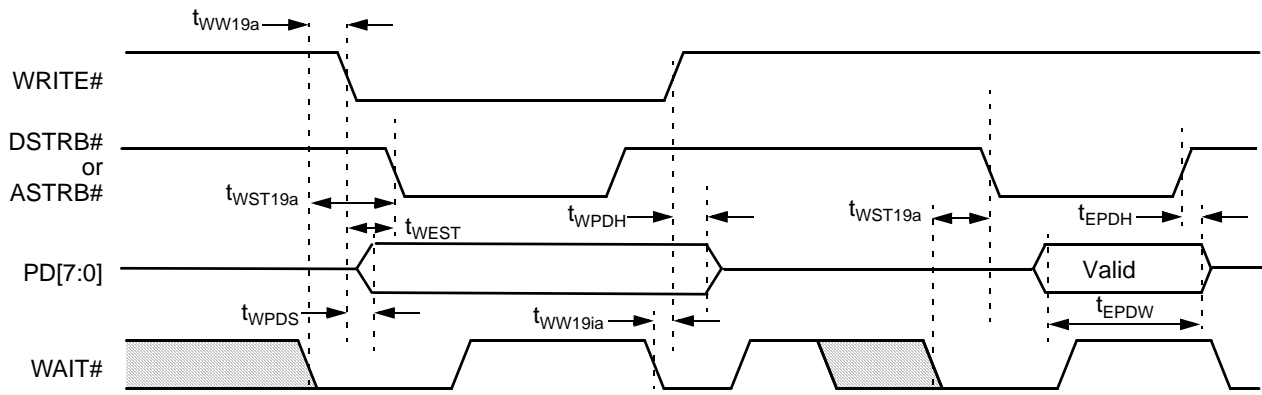 tWW19a
WRITE#
DSTRB#
or
ASTRB#
tWST19a
tWEST
tWPDH
tWST19a
tEPDH
PD[7:0]
Valid
tWPDS
tWW19ia
tEPDW
WAIT#